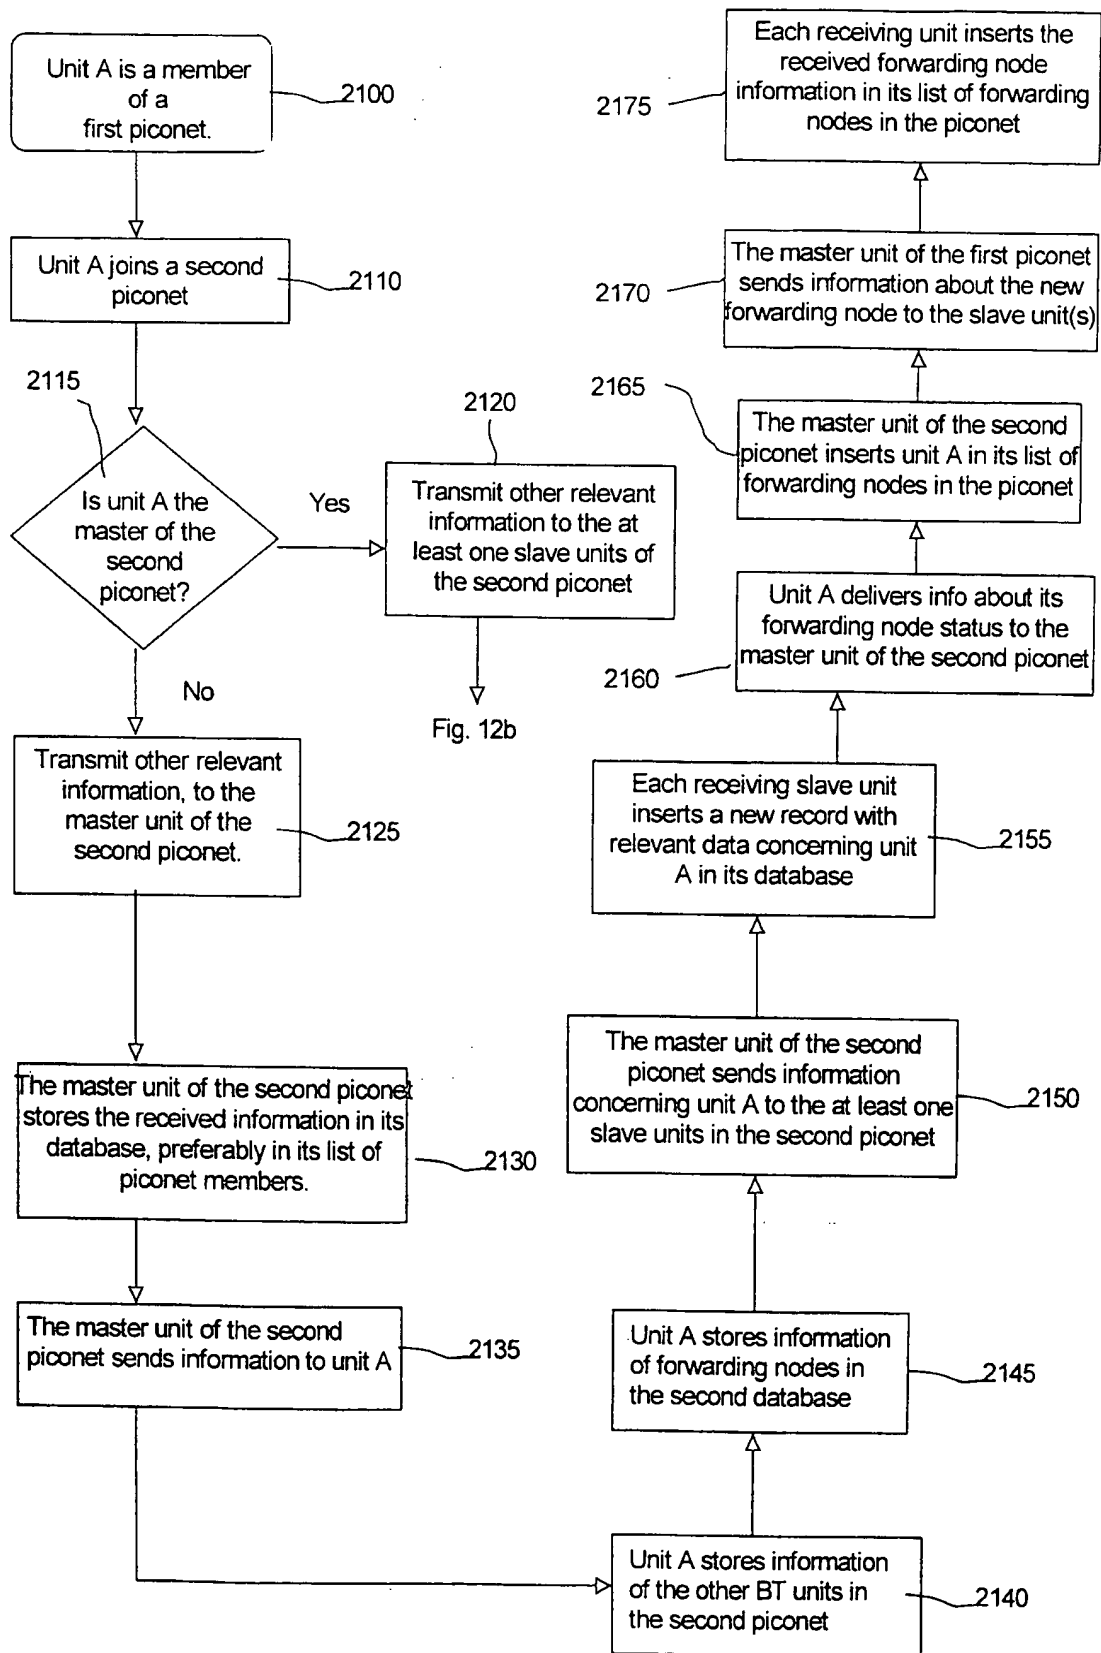 Unit A is a member
of a
first piconet.
2100
Unit A joins a second
piconet
2110
2115
Is unit A the
master of the
second
piconet?
Yes
No
2120
Transmit other relevant
information to the at
least one slave units of
the second piconet
Fig. 12b
Transmit other relevant
information, to the
master unit of the
second piconet.
2125
The master unit of the second piconet
stores the received information in its
database, preferably in its list of
piconet members.
2130
The master unit of the second
piconet sends information to unit A
2135
Unit A stores information
of the other BT units in
the second piconet
2140
Unit A stores information
of forwarding nodes in
the second database
2145
The master unit of the second
piconet sends information
concerning unit A to the at least one
slave units in the second piconet
2150
Each receiving slave unit
inserts a new record with
relevant data concerning unit
A in its database
2155
Unit A delivers info about its
forwarding node status to the
master unit of the second piconet
2160
The master unit of the second
piconet inserts unit A in its list of
forwarding nodes in the piconet
2165
The master unit of the first piconet
sends information about the new
forwarding node to the slave unit(s)
2170
Each receiving unit inserts the
received forwarding node
information in its list of forwarding
nodes in the piconet
2175